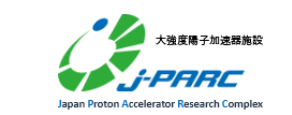 大強度陽子加速器施設
J-PARC
Japan Proton Accelerator Research Complex